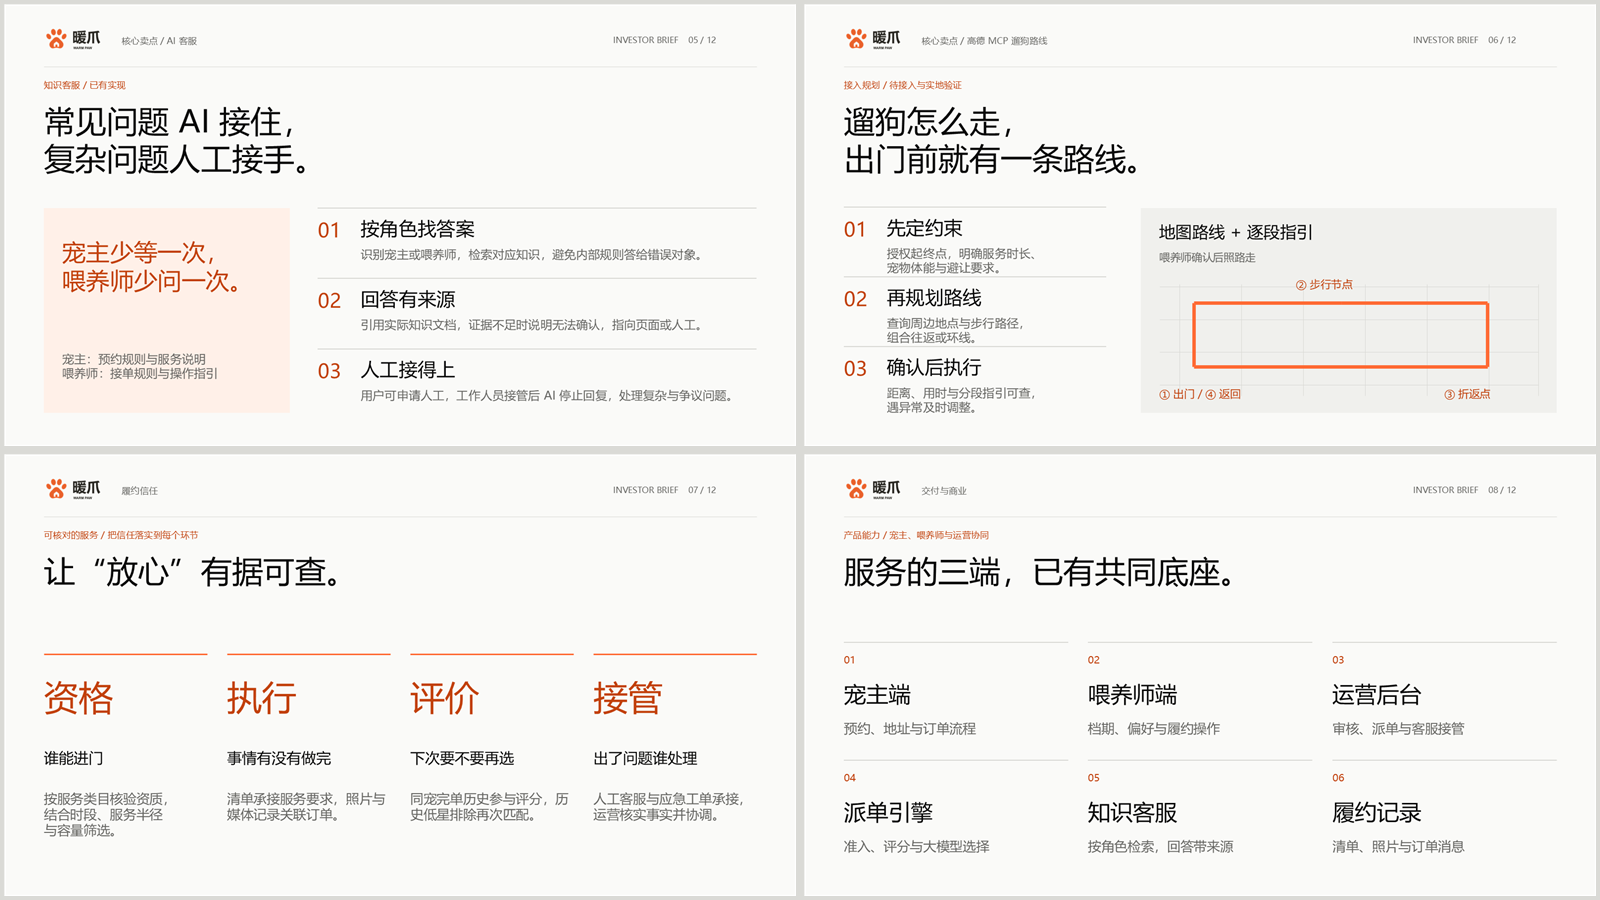 暖爪
WARM PAW
核心卖点 / AI 客服
INVESTOR BRIEF 05 / 12
知识客服 / 已有实现
常见问题 AI 接住，
复杂问题人工接手。
宠主少等一次，
喂养师少问一次。
宠主：预约规则与服务说明
喂养师：接单规则与操作指引
01 按角色找答案
识别宠主或喂养师，检索对应知识，避免内部规则答给错误对象。
02 回答有来源
引用实际知识文档，证据不足时说明无法确认，指向页面或人工。
03 人工接得上
用户可申请人工，工作人员接管后 AI 停止回复，处理复杂与争议问题。
暖爪
WARM PAW
核心卖点 / 高德 MCP 遛狗路线
INVESTOR BRIEF 06 / 12
接入规划 / 待接入与实地验证
遛狗怎么走，
出门前就有一条路线。
01 先定约束
授权起终点，明确服务时长、
宠物体能与避让要求。
02 再规划路线
查询周边地点与步行路径，
组合往返或环线。
03 确认后执行
距离、用时与分段指引可查，
遇异常及时调整。
地图路线 + 逐段指引
喂养师确认后照路走
② 步行节点
① 出门 / ④ 返回
③ 折返点
暖爪
WARM PAW
履约信任
INVESTOR BRIEF 07 / 12
可核对的服务 / 把信任落实到每个环节
让“放心”有据可查。
资格
谁能进门
按服务类目核验资质，
结合时段、服务半径
与容量筛选。
执行
事情有没有做完
清单承接服务要求，照片与
媒体记录关联订单。
评价
下次要不要再选
同宠完单历史参与评分，历
史低星排除再次匹配。
接管
出了问题谁处理
人工客服与应急工单承接，
运营核实事实并协调。
暖爪
WARM PAW
交付与商业
INVESTOR BRIEF 08 / 12
产品能力 / 宠主、喂养师与运营协同
服务的三端，已有共同底座。
01
宠主端
预约、地址与订单流程
02
喂养师端
档期、偏好与履约操作
03
运营后台
审核、派单与客服接管
04
派单引擎
准入、评分与大模型选择
05
知识客服
按角色检索，回答带来源
06
履约记录
清单、照片与订单消息